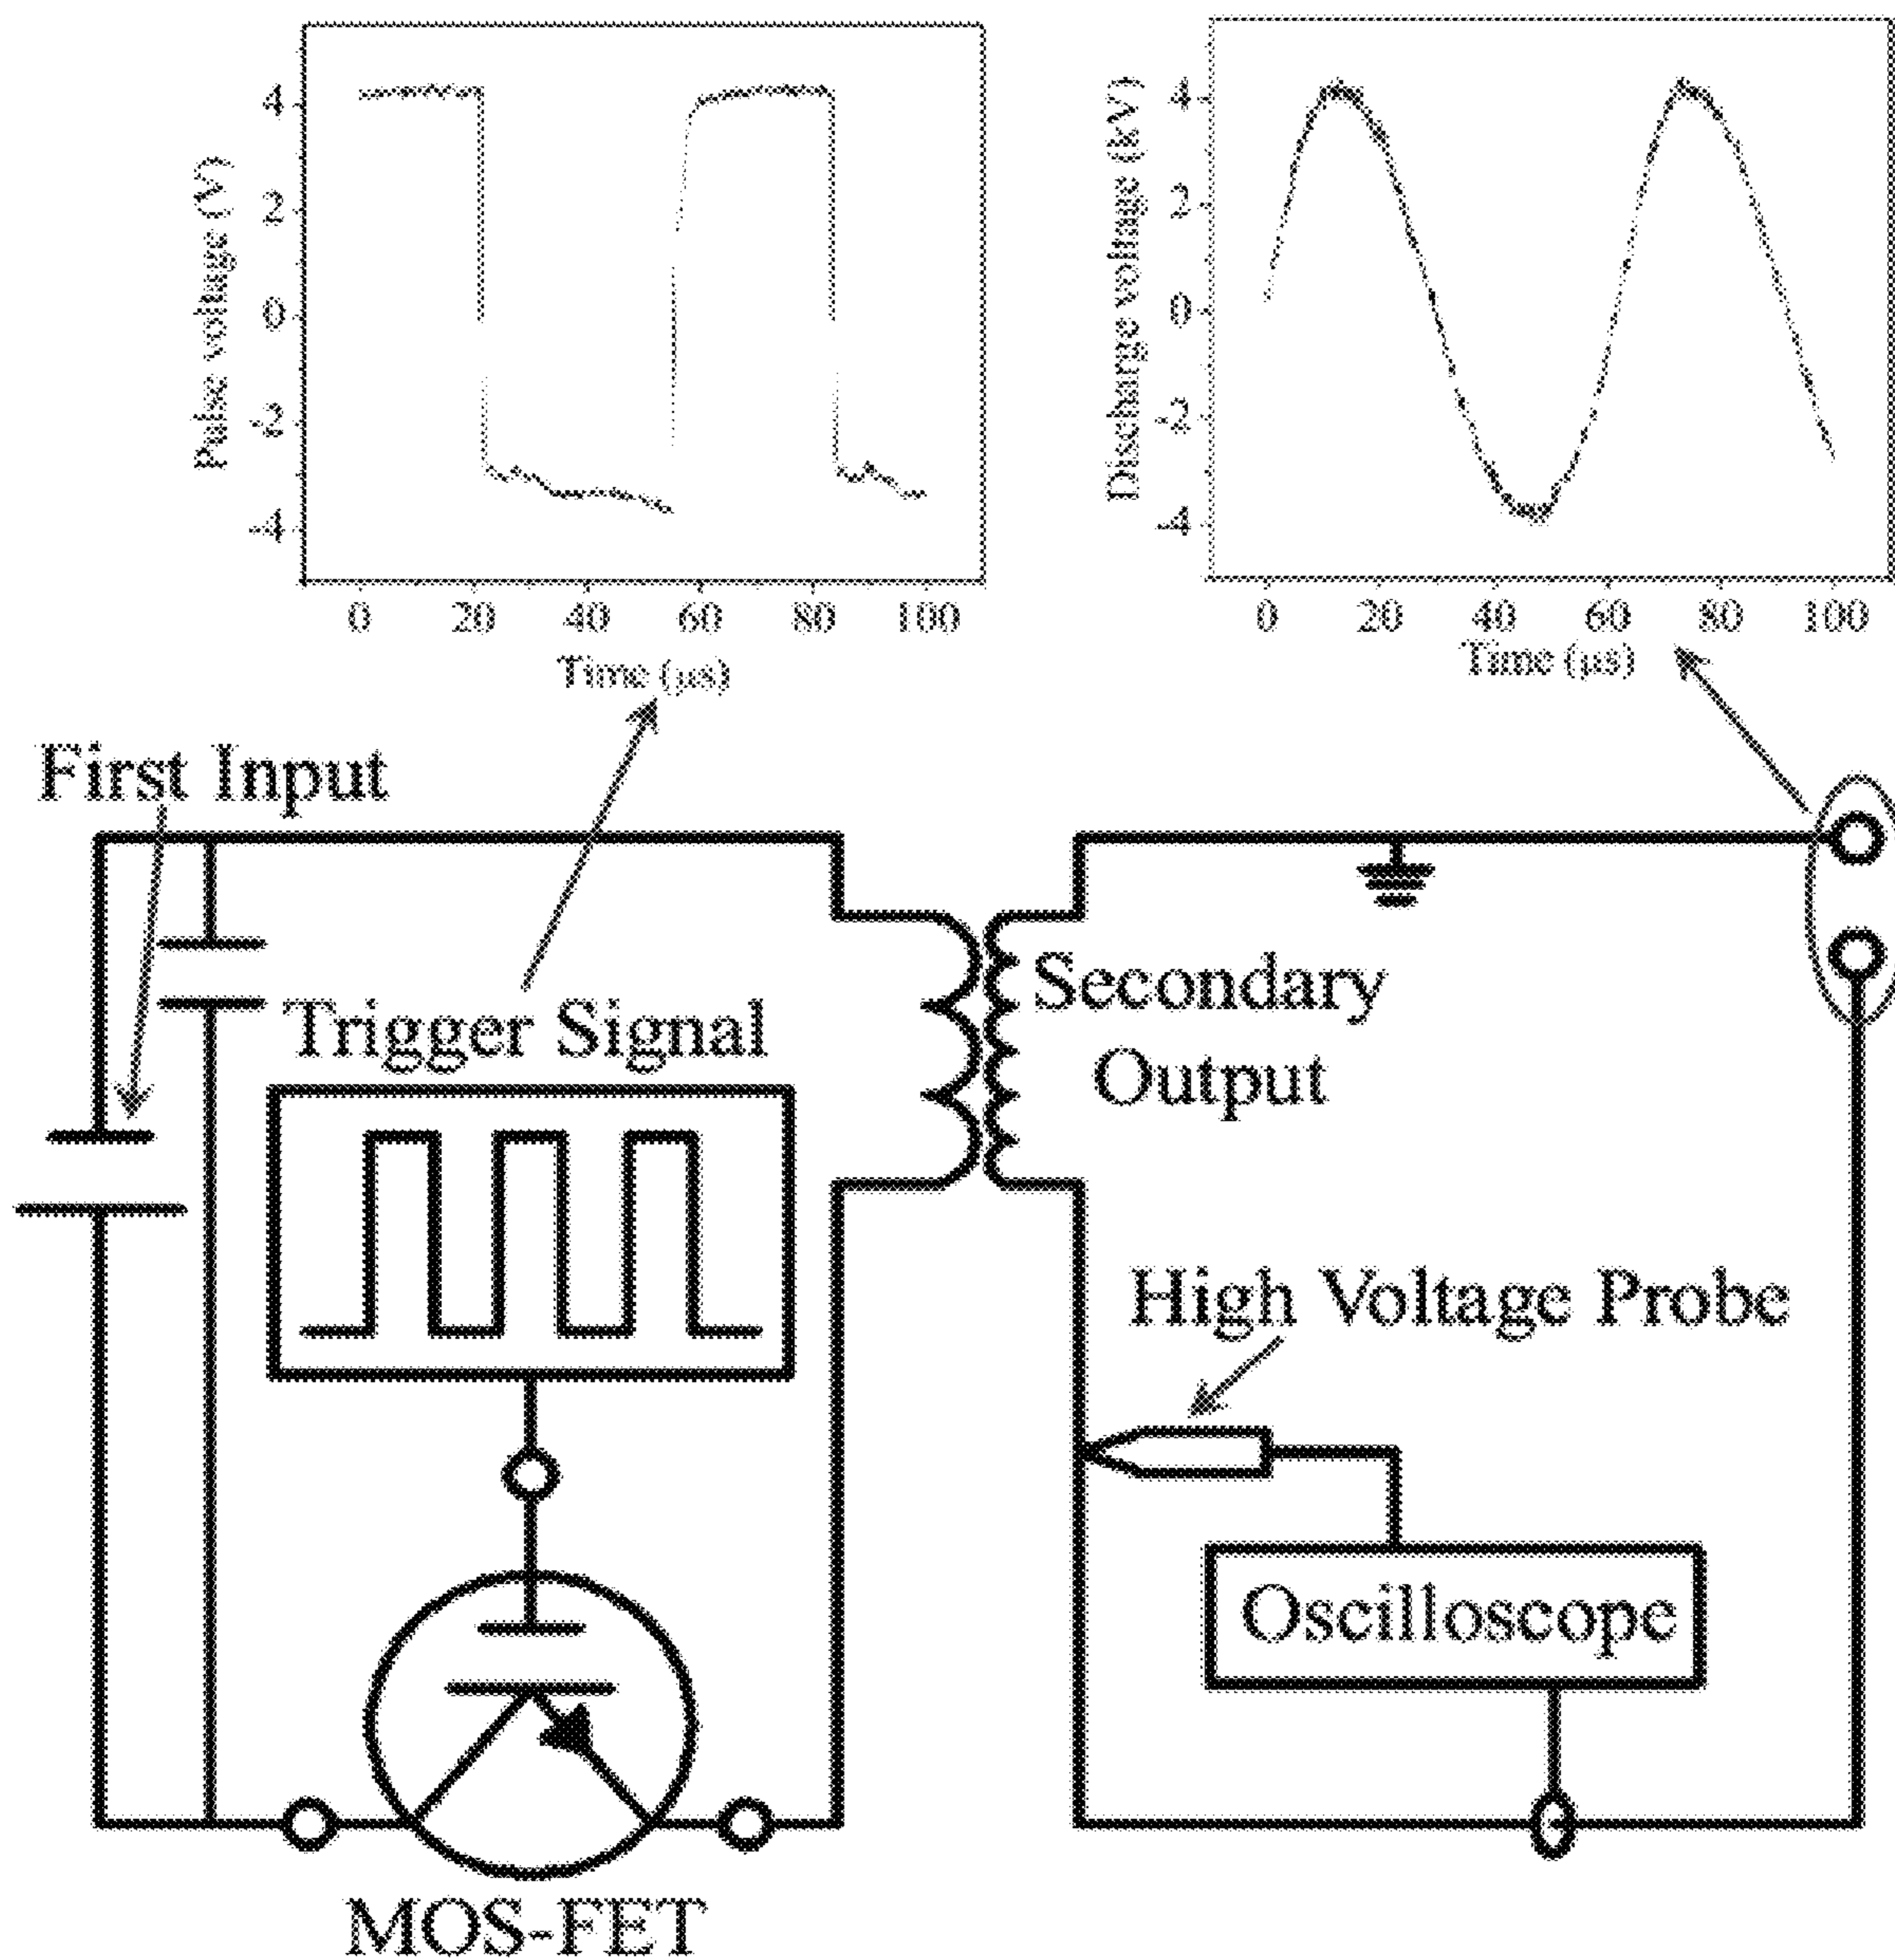 Pulse voltage (V)
4
2
0
-2
-4
0 20 40 60 80 100
Time (μs)
Discharge voltage (kV)
4
2
0
-2
-4
0 20 40 60 80 100
Time (μs)
First Input
Trigger Signal
Secondary
Output
High Voltage Probe
Oscilloscope
MOS-FET